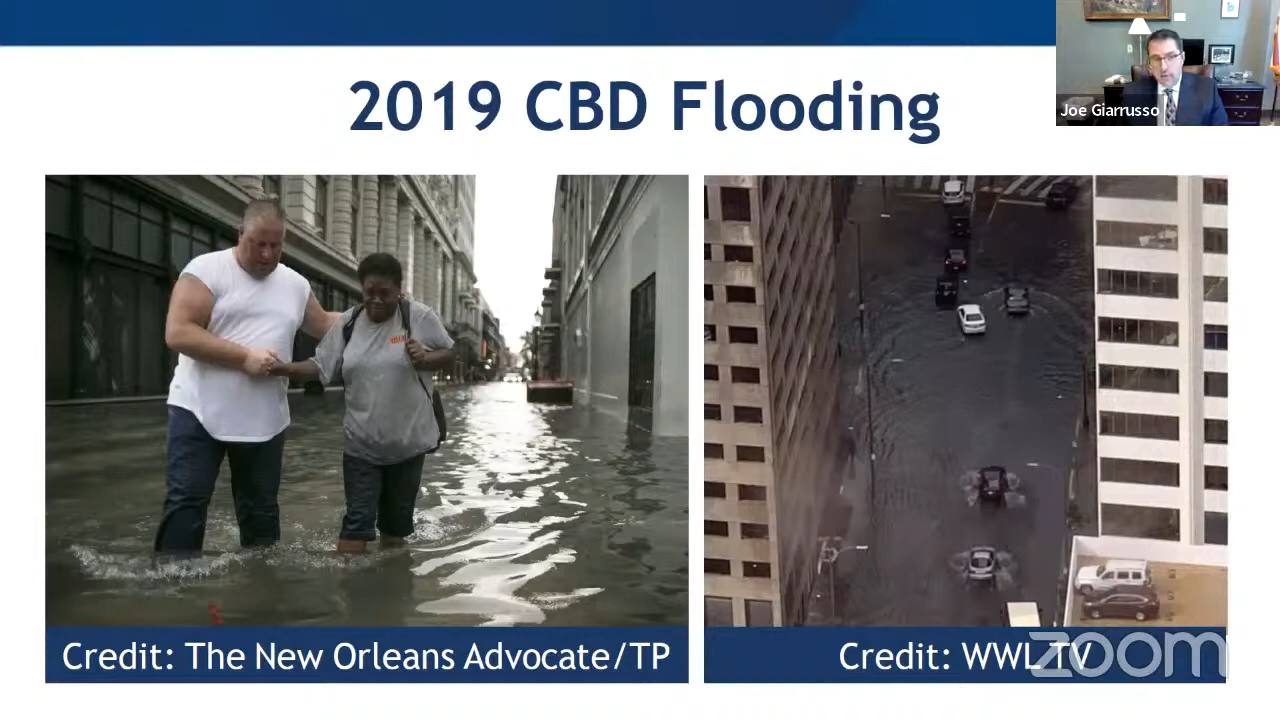 2019 CBD Flooding
Joe Giarrusso
Credit: The New Orleans Advocate/TP
Credit: WWL TV
zoom